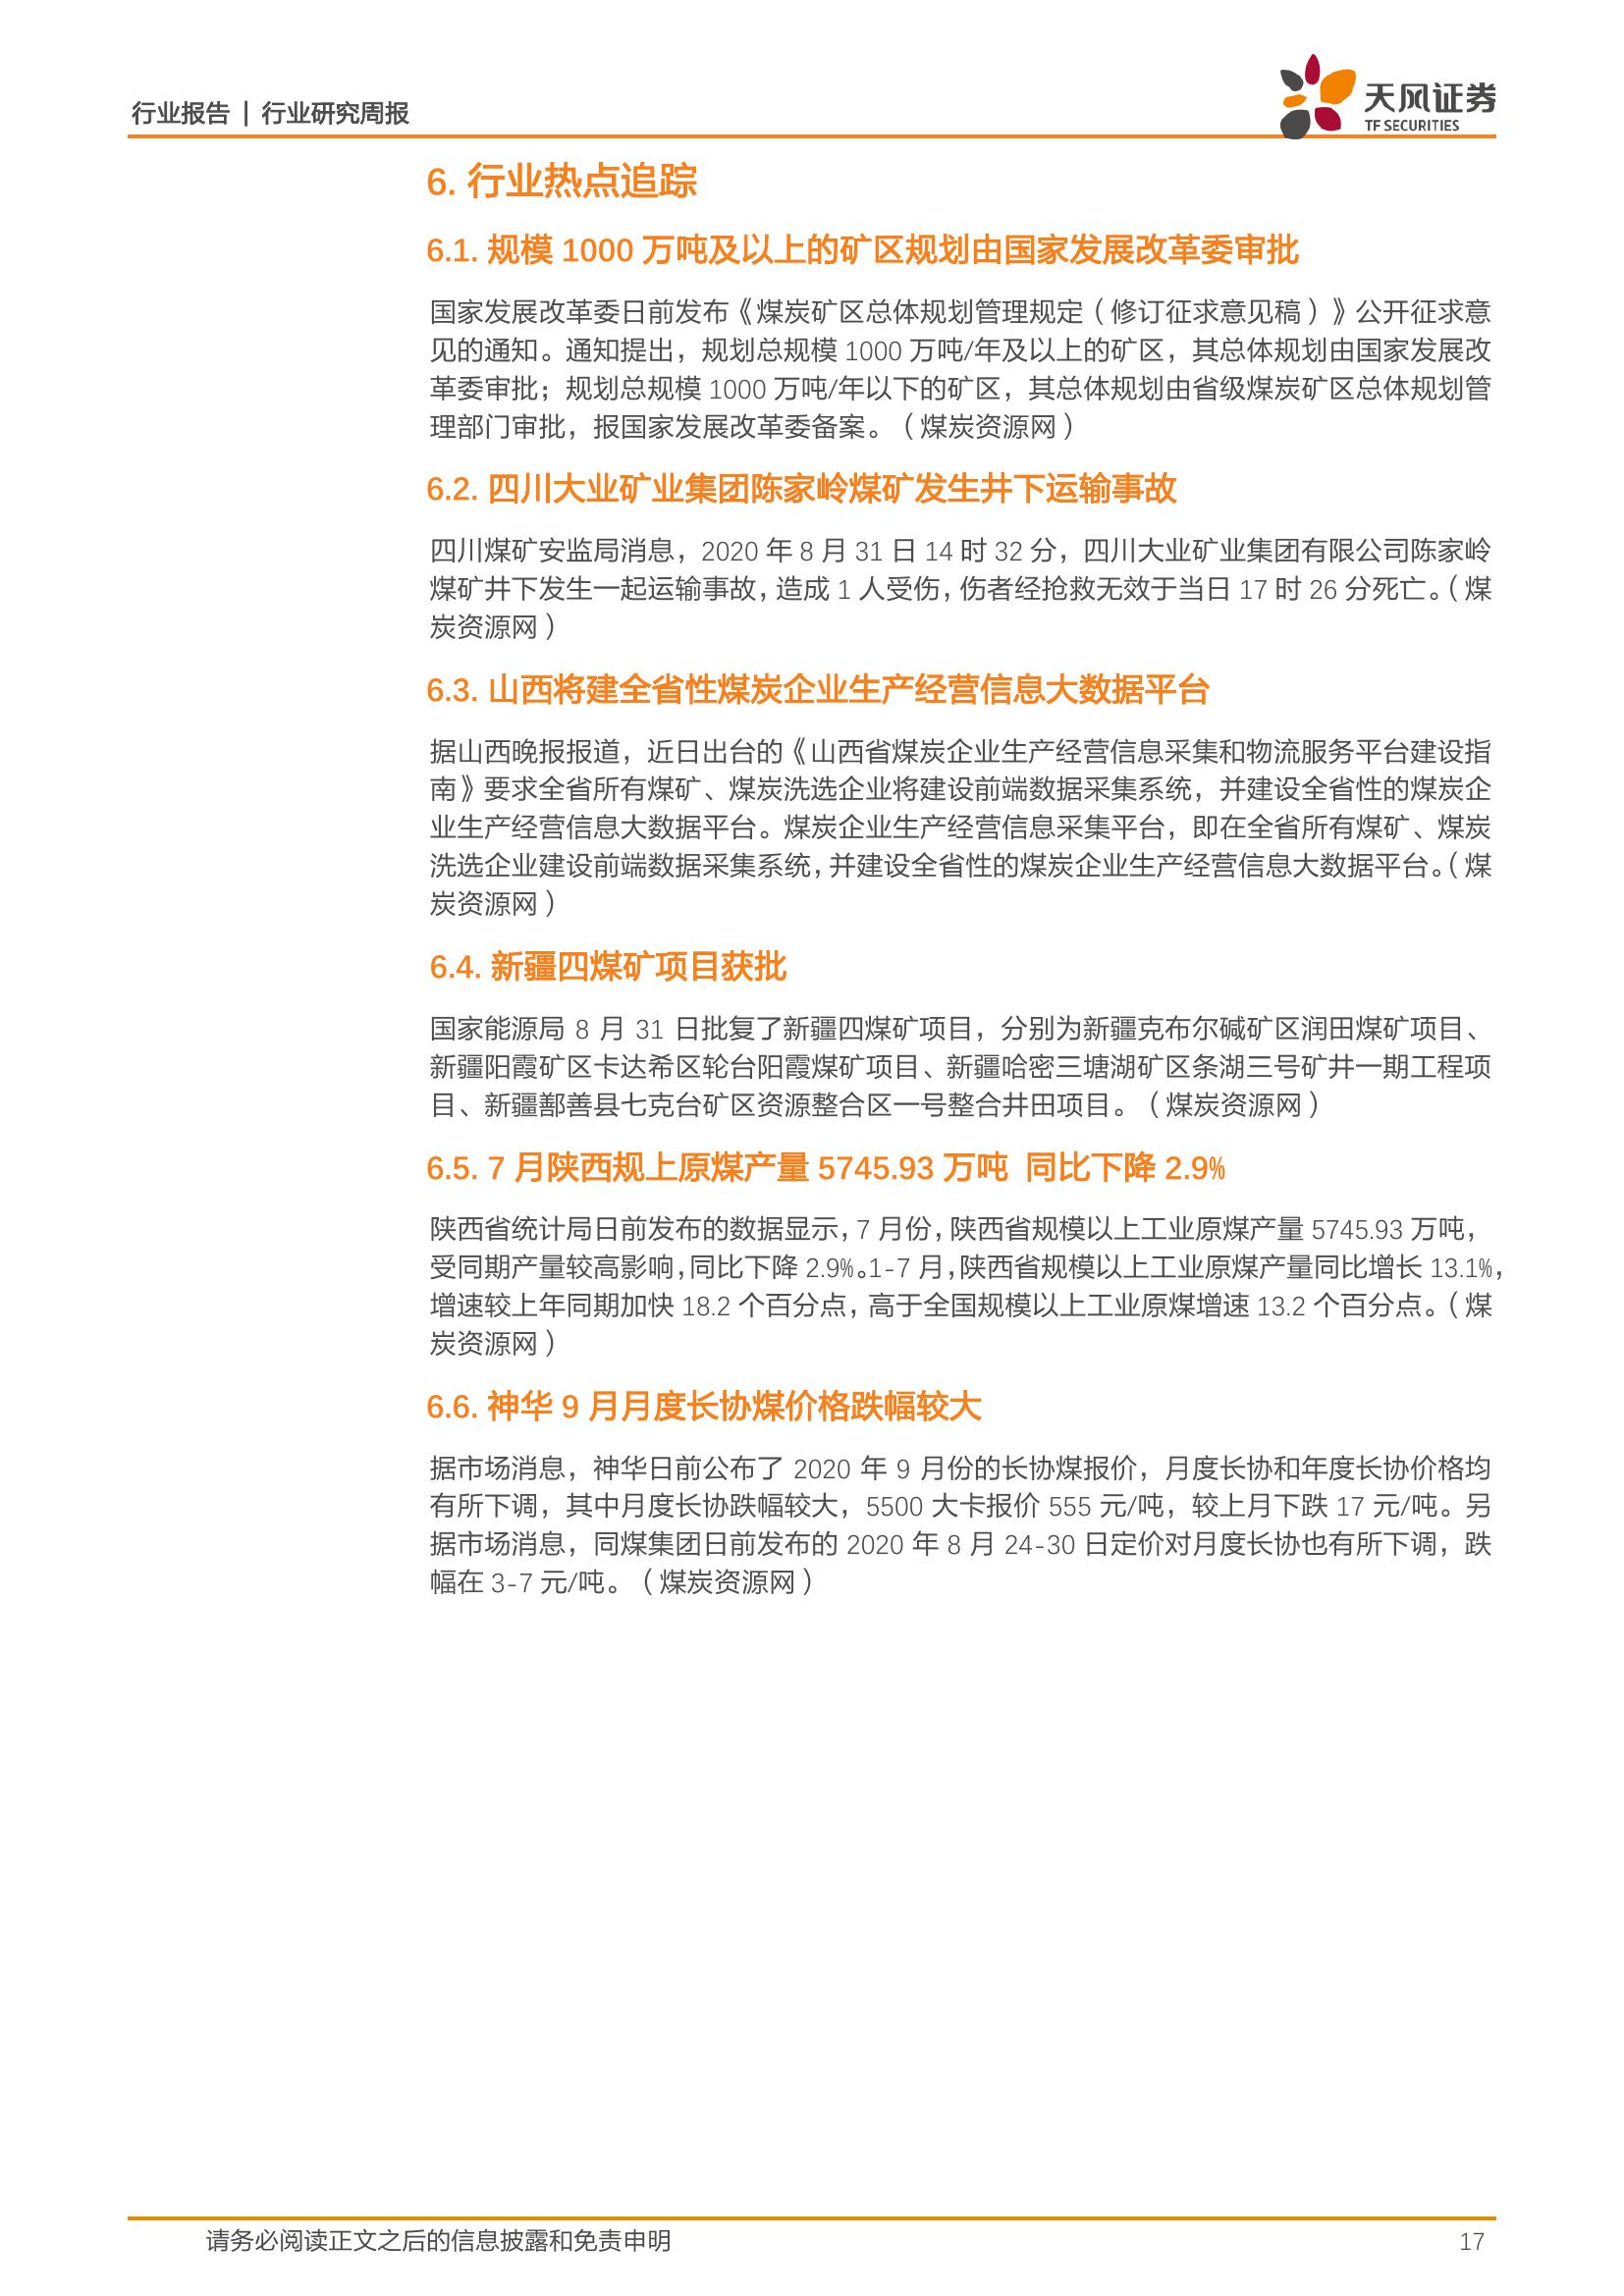 行业报告 | 行业研究周报
天风证券
TF SECURITIES
6. 行业热点追踪
6.1. 规模 1000 万吨及以上的矿区规划由国家发展改革委审批
国家发展改革委日前发布《煤炭矿区总体规划管理规定（修订征求意见稿）》公开征求意
见的通知。通知提出，规划总规模 1000 万吨/年及以上的矿区，其总体规划由国家发展改
革委审批；规划总规模 1000 万吨/年以下的矿区，其总体规划由省级煤炭矿区总体规划管
理部门审批，报国家发展改革委备案。（煤炭资源网）
6.2. 四川大业矿业集团陈家岭煤矿发生井下运输事故
四川煤矿安监局消息，2020 年 8 月 31 日 14 时 32 分，四川大业矿业集团有限公司陈家岭
煤矿井下发生一起运输事故，造成 1 人受伤，伤者经抢救无效于当日 17 时 26 分死亡。（煤
炭资源网）
6.3. 山西将建全省性煤炭企业生产经营信息大数据平台
据山西晚报报道，近日出台的《山西省煤炭企业生产经营信息采集和物流服务平台建设指
南》要求全省所有煤矿、煤炭洗选企业将建设前端数据采集系统，并建设全省性的煤炭企
业生产经营信息大数据平台。煤炭企业生产经营信息采集平台，即在全省所有煤矿、煤炭
洗选企业建设前端数据采集系统，并建设全省性的煤炭企业生产经营信息大数据平台。（煤
炭资源网）
6.4. 新疆四煤矿项目获批
国家能源局 8 月 31 日批复了新疆四煤矿项目，分别为新疆克布尔碱矿区润田煤矿项目、
新疆阳霞矿区卡达希区轮台阳霞煤矿项目、新疆哈密三塘湖矿区条湖三号矿井一期工程项
目、新疆鄯善县七克台矿区资源整合区一号整合井田项目。（煤炭资源网）
6.5. 7 月陕西规上原煤产量 5745.93 万吨 同比下降 2.9%
陕西省统计局日前发布的数据显示，7 月份，陕西省规模以上工业原煤产量 5745.93 万吨，
受同期产量较高影响，同比下降 2.9%。1-7 月，陕西省规模以上工业原煤产量同比增长 13.1%，
增速较上年同期加快 18.2 个百分点，高于全国规模以上工业原煤增速 13.2 个百分点。（煤
炭资源网）
6.6. 神华 9 月月度长协煤价格跌幅较大
据市场消息，神华日前公布了 2020 年 9 月份的长协煤报价，月度长协和年度长协价格均
有所下调，其中月度长协跌幅较大，5500 大卡报价 555 元/吨，较上月下跌 17 元/吨。另
据市场消息，同煤集团日前发布的 2020 年 8 月 24-30 日定价对月度长协也有所下调，跌
幅在 3-7 元/吨。（煤炭资源网）
请务必阅读正文之后的信息披露和免责申明
17